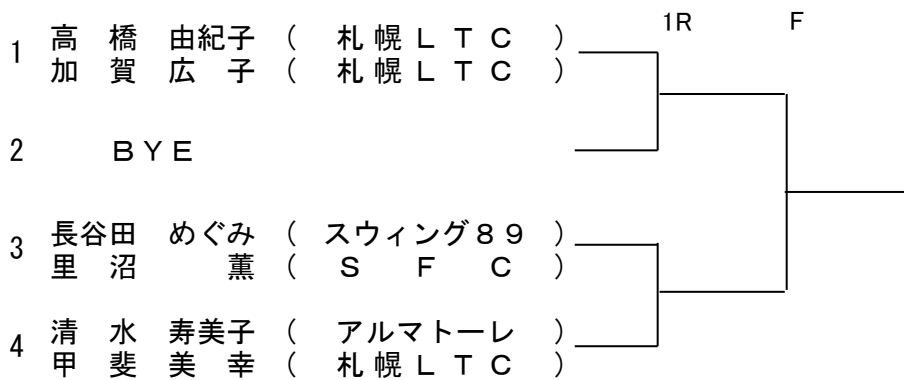 1R F
1 高 橋 由紀子 ( 札 幌 L T C )
加 賀 広 子 ( 札 幌 L T C )
2 B Y E
3 長谷田 めぐみ ( スウィング8 9 )
里 沼 薫 ( S F C )
4 清 水 寿美子 ( アルマトーレ )
甲 斐 美 幸 ( 札 幌 L T C )